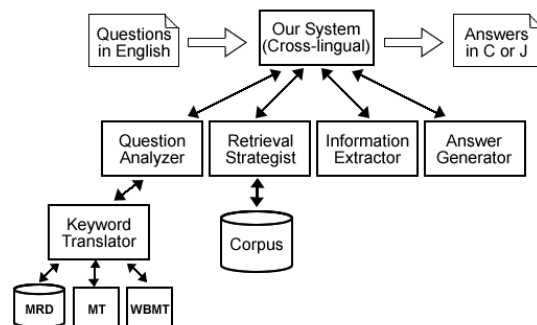 Questions
in English
Our System
(Cross-lingual)
Answers
in C or J
Question
Analyzer
Retrieval
Strategist
Information
Extractor
Answer
Generator
Keyword
Translator
Corpus
MRD
MT
WBMT